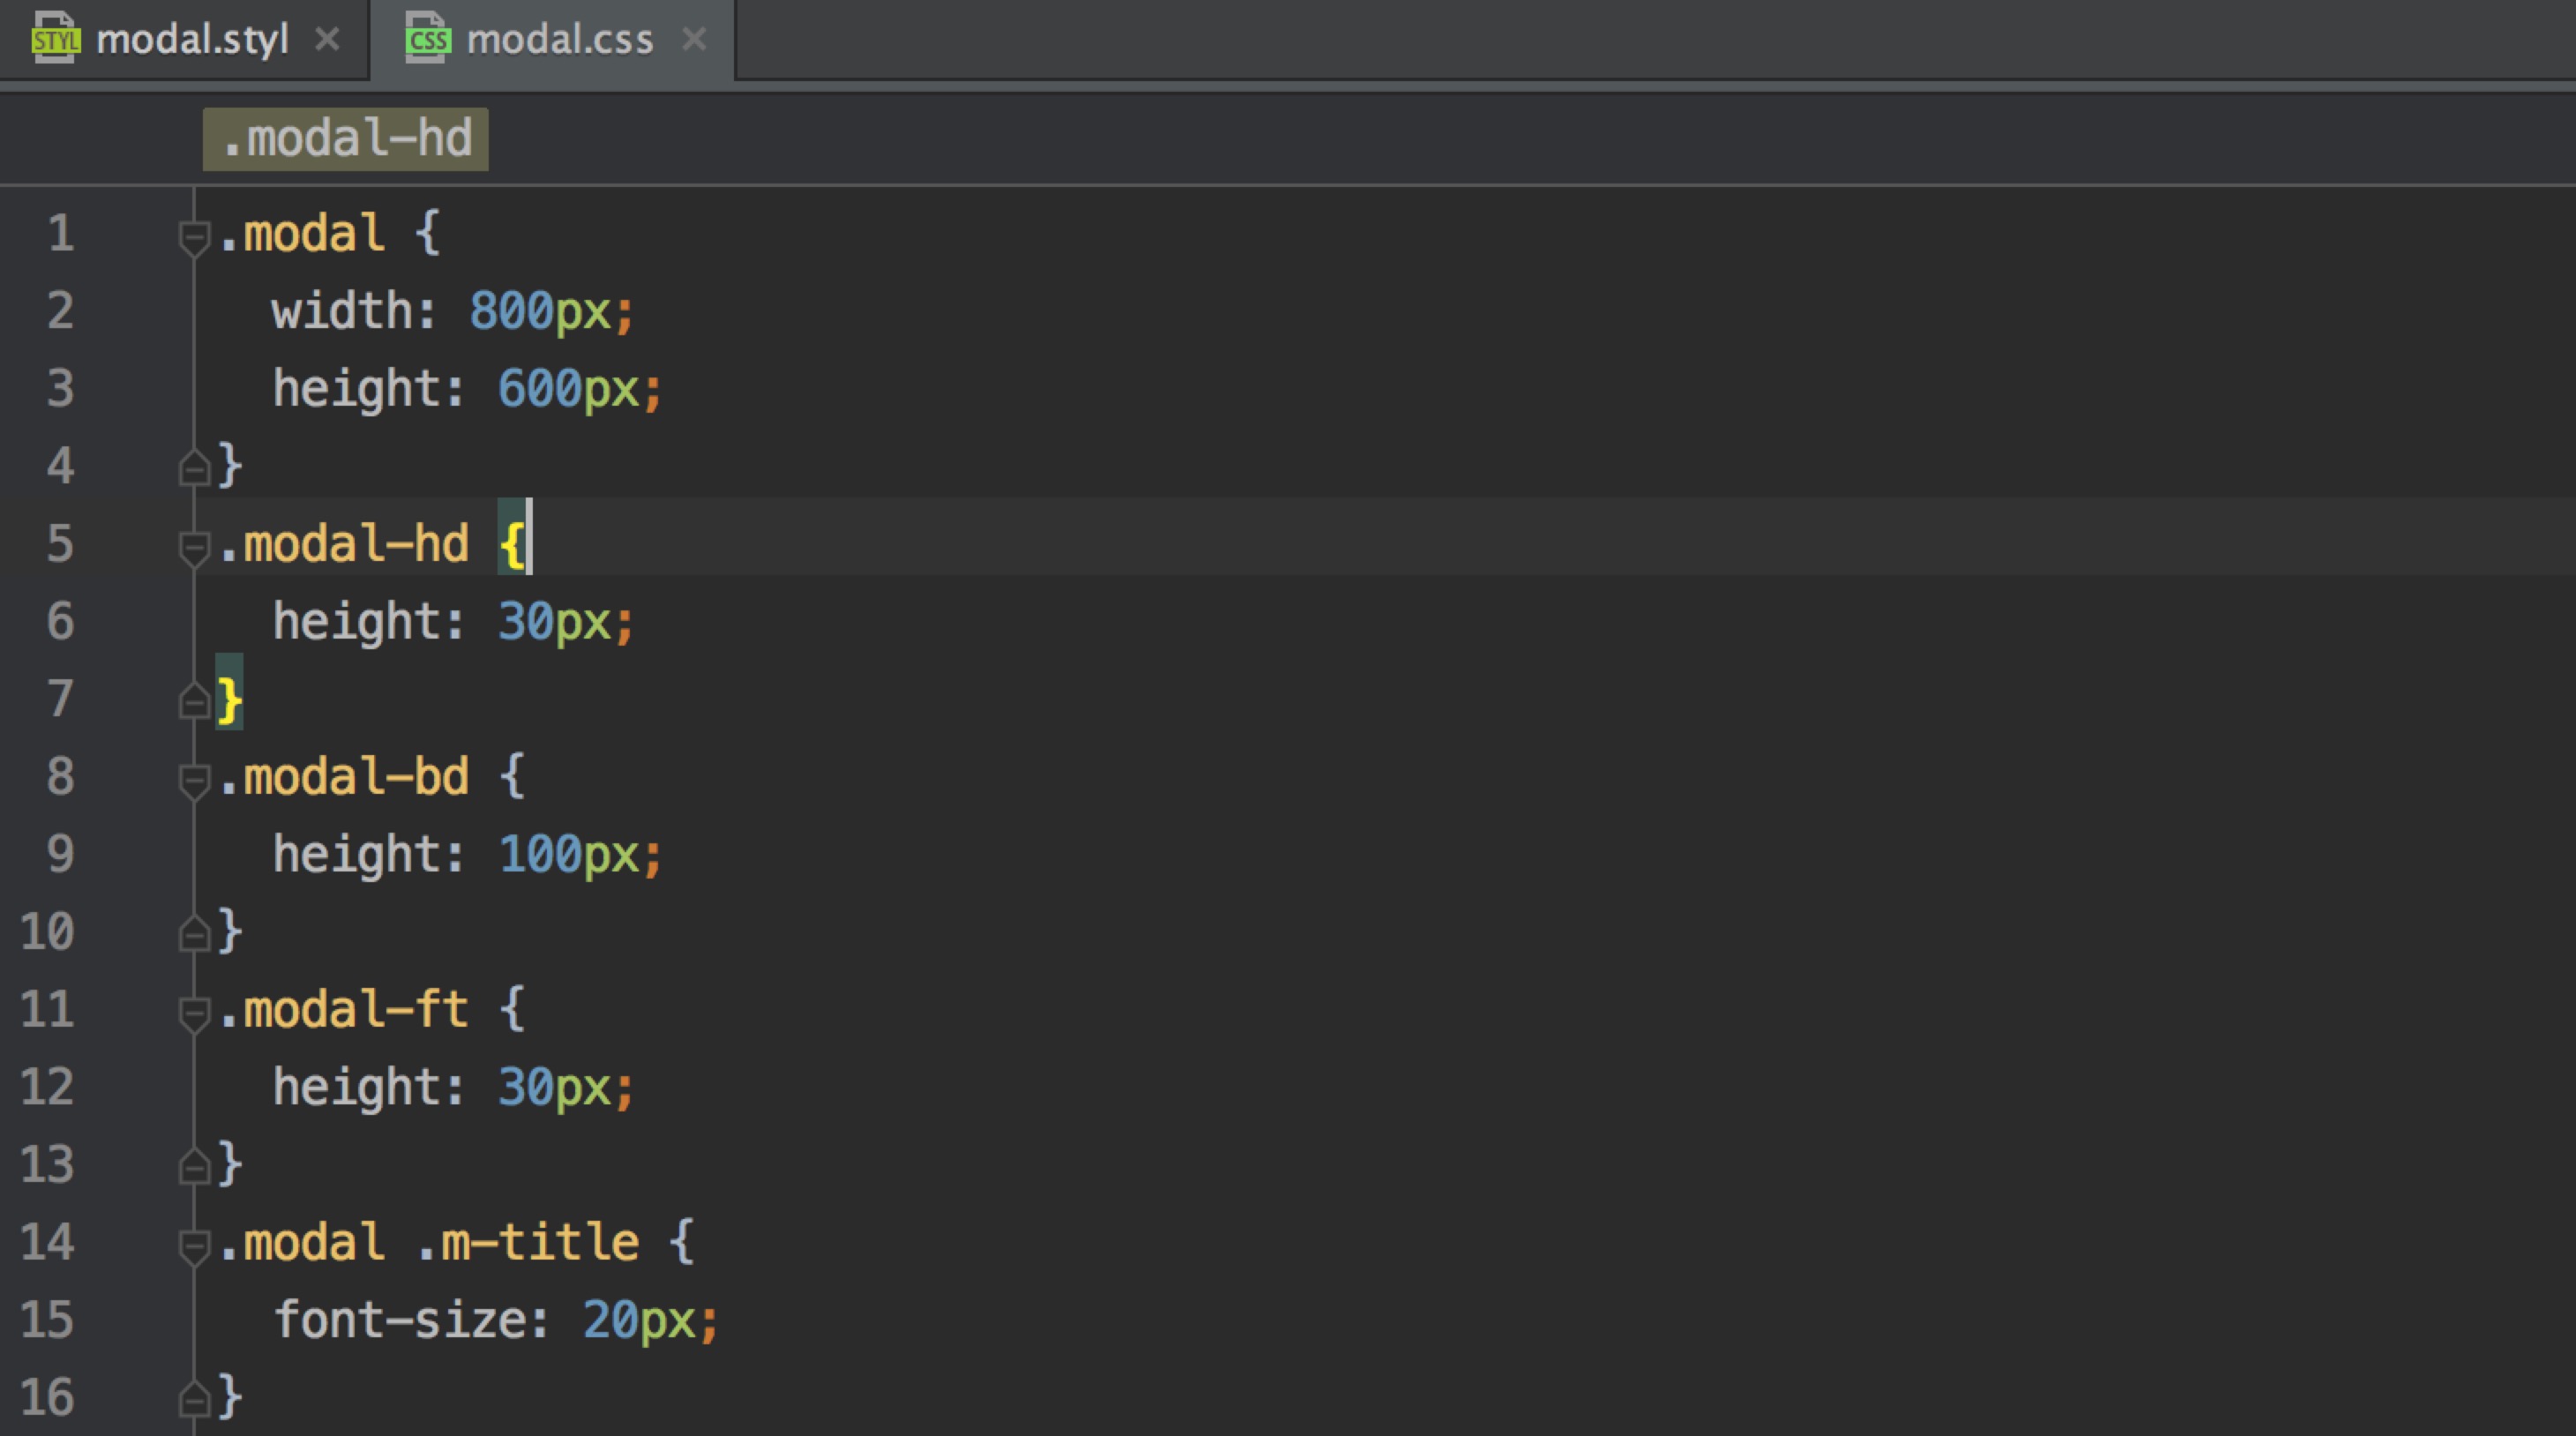 STYL modal.styl × CSS modal.css ×
.modal-hd
1 .modal {
2 width: 800px;
3 height: 600px;
4 }
5 .modal-hd {
6 height: 30px;
7 }
8 .modal-bd {
9 height: 100px;
10 }
11 .modal-ft {
12 height: 30px;
13 }
14 .modal .m-title {
15 font-size: 20px;
16 }